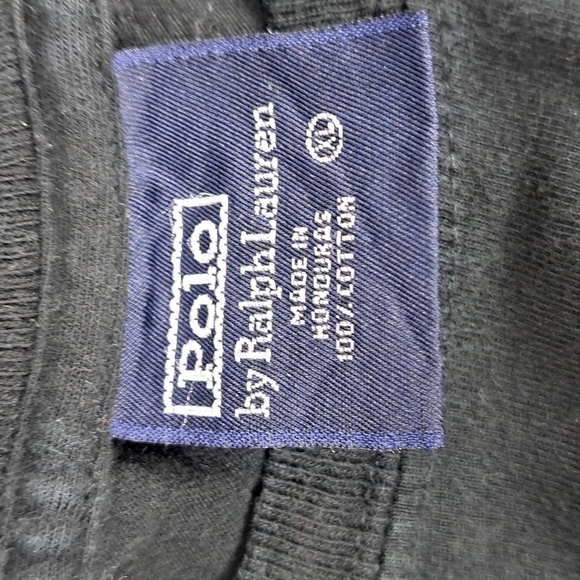 Polo
by Ralph Lauren
MADE IN
HONDURAS
100% COTTON
XL